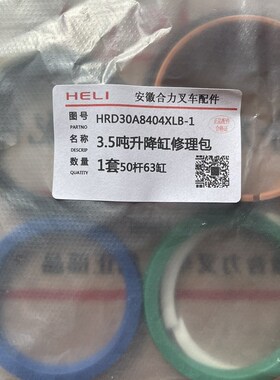 HELI 安徽合力叉车配件
图号 HRD30A8404XLB-1
PARTNO
名称 3.5吨升降缸修理包
DESCRIP
数量 1套50杆63缸
QUANTITY